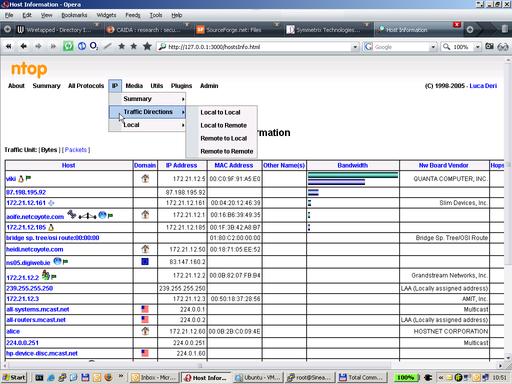 Host Information - Opera
File Edit View Bookmarks Widgets Feeds Tools Help
Wiretapped - Directory I... CAIDA : research : secu... SourceForge.net: Files Symmetrix Technologies... Host Information
http://127.0.0.1:3000/hostsInfo.html Google 100%
ntop
About Summary All Protocols IP Media Utils Plugins Admin (C) 1998-2005 - Luca Deri
Summary
Traffic Directions
Local
Local to Local
Local to Remote
Remote to Local
Remote to Remote
Traffic Unit: [ Bytes ] [ Packets ]
Host Domain IP Address MAC Address Other Name(s) Bandwidth Nw Board Vendor Hops
viki 172.21.12.5 00:C0:9F:91:A5:E0 QUANTA COMPUTER, INC.
87.198.195.92 87.198.195.92
172.21.12.161 172.21.12.161 00:04:20:12:46:39 Slim Devices, Inc.
aoife.netcoyote.com 172.21.12.1 00:16:B6:39:49:35
172.21.12.185 172.21.12.185 00:1F:3B:42:A8:B7
bridge sp. tree/osi route:00:00:00 01:80:C2:00:00:00 Bridge Sp. Tree/OSI Route
heidi.netcoyote.com 172.21.12.50 00:18:71:05:EE:52
ns05.digiweb.ie 83.147.160.2
172.21.12.2 172.21.12.2 00:0B:82:07:FB:B4 Grandstream Networks, Inc.
239.255.255.250 239.255.255.250 LAA (Locally assigned address)
172.21.12.3 172.21.12.3 00:50:18:37:28:56 AMIT, Inc.
all-systems.mcast.net 224.0.0.1 Multicast
all-routers.mcast.net 224.0.0.2 LAA (Locally assigned address)
alice 172.21.12.60 00:0B:2B:C0:09:4E HOSTNET CORPORATION
224.0.0.251 224.0.0.251 Multicast
hp-device-disc.mcast.net 224.0.1.60 Multicast
Start Inbox - Micros... Host Infor... Ubuntu - VM... root@Sinea... Total Comm... 100% 10:51